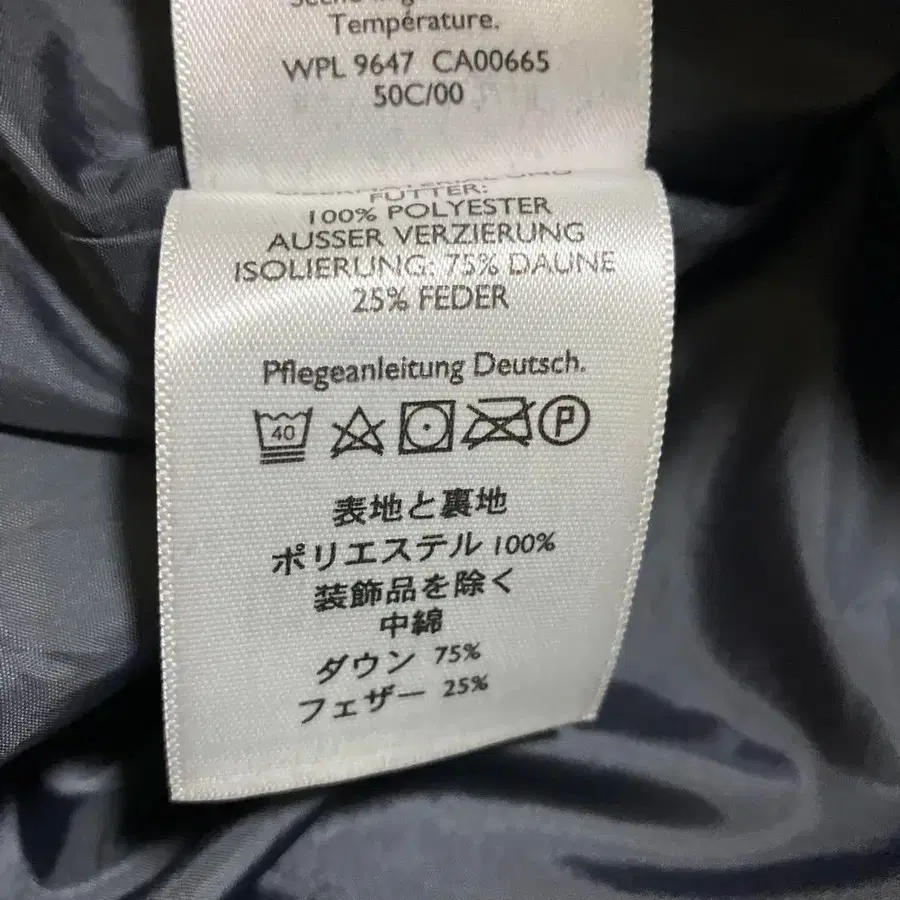 Température.
WPL 9647 CA00665
50C/00
FUTTER:
100% POLYESTER
AUSSER VERZIERUNG
ISOLIERUNG: 75% DAUNE
25% FEDER
Pflegeanleitung Deutsch.
40 P
表地と裏地
ポリエステル 100%
装飾品を除く
中綿
ダウン 75%
フェザー 25%